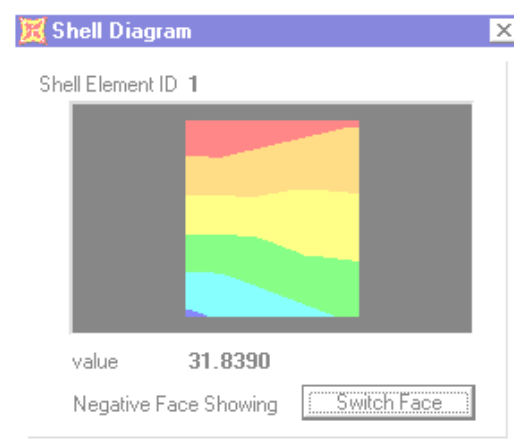 Shell Diagram
Shell Element ID 1
value 31.8390
Negative Face Showing Switch Face